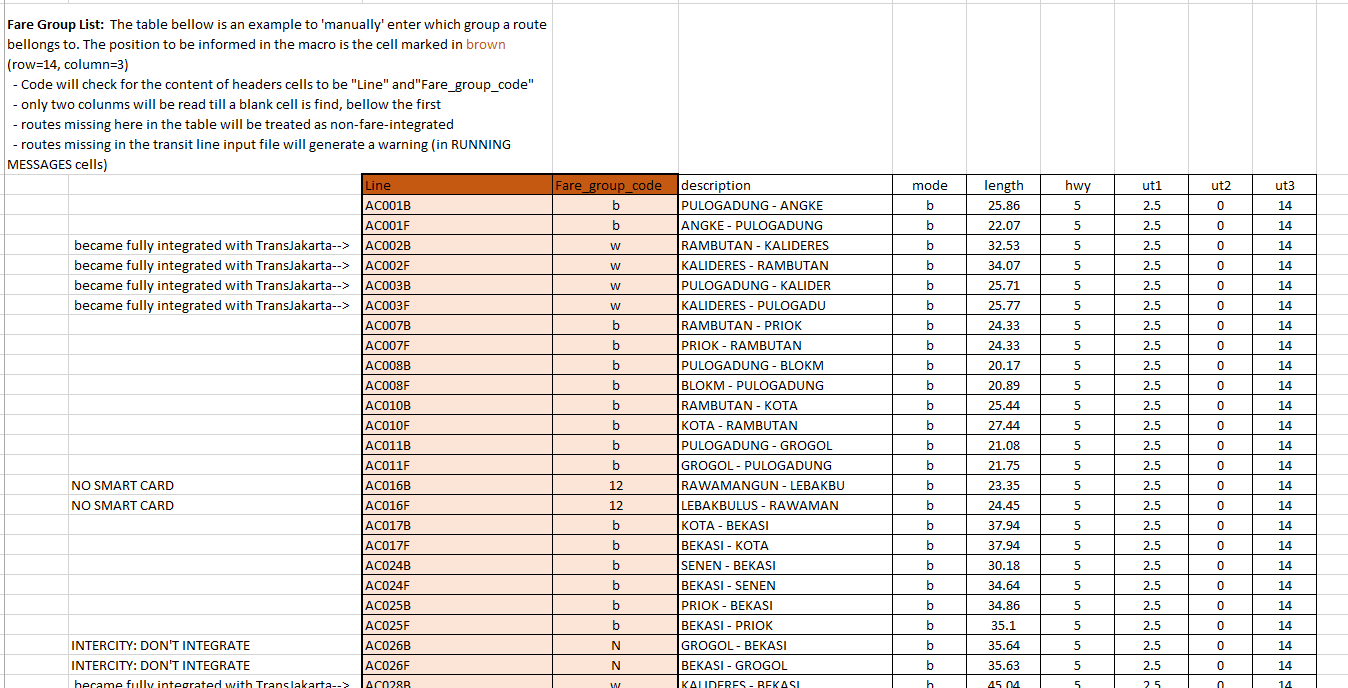 Fare Group List:  The table bellow is an example to 'manually' enter which group a route
bellongs to. The position to be informed in the macro is the cell marked in brown
(row=14, column=3)
- Code will check for the content of headers cells to be "Line" and"Fare_group_code"
- only two colunms will be read till a blank cell is find, bellow the first
- routes missing here in the table will be treated as non-fare-integrated
- routes missing in the transit line input file will generate a warning (in RUNNING
MESSAGES cells)
Line Fare_group_code description mode length hwy ut1 ut2 ut3
AC001B b PULOGADUNG - ANGKE b 25.86 5 2.5 0 14
AC001F b ANGKE - PULOGADUNG b 22.07 5 2.5 0 14
became fully integrated with TransJakarta--> AC002B w RAMBUTAN - KALIDERES b 32.53 5 2.5 0 14
became fully integrated with TransJakarta--> AC002F w KALIDERES - RAMBUTAN b 34.07 5 2.5 0 14
became fully integrated with TransJakarta--> AC003B w PULOGADUNG - KALIDER b 25.71 5 2.5 0 14
became fully integrated with TransJakarta--> AC003F w KALIDERES - PULOGADU b 25.77 5 2.5 0 14
AC007B b RAMBUTAN - PRIOK b 24.33 5 2.5 0 14
AC007F b PRIOK - RAMBUTAN b 24.33 5 2.5 0 14
AC008B b PULOGADUNG - BLOKM b 20.17 5 2.5 0 14
AC008F b BLOKM - PULOGADUNG b 20.89 5 2.5 0 14
AC010B b RAMBUTAN - KOTA b 25.44 5 2.5 0 14
AC010F b KOTA - RAMBUTAN b 27.44 5 2.5 0 14
AC011B b PULOGADUNG - GROGOL b 21.08 5 2.5 0 14
AC011F b GROGOL - PULOGADUNG b 21.75 5 2.5 0 14
NO SMART CARD AC016B 12 RAWAMANGUN - LEBAKBU b 23.35 5 2.5 0 14
NO SMART CARD AC016F 12 LEBAKBULUS - RAWAMAN b 24.45 5 2.5 0 14
AC017B b KOTA - BEKASI b 37.94 5 2.5 0 14
AC017F b BEKASI - KOTA b 37.94 5 2.5 0 14
AC024B b SENEN - BEKASI b 30.18 5 2.5 0 14
AC024F b BEKASI - SENEN b 34.64 5 2.5 0 14
AC025B b PRIOK - BEKASI b 34.86 5 2.5 0 14
AC025F b BEKASI - PRIOK b 35.1 5 2.5 0 14
INTERCITY: DON'T INTEGRATE AC026B N GROGOL - BEKASI b 35.64 5 2.5 0 14
INTERCITY: DON'T INTEGRATE AC026F N BEKASI - GROGOL b 35.63 5 2.5 0 14
became fully integrated with TransJakarta--> AC028B w KALIDERES - BEKASI b 45.04 5 2.5 0 14